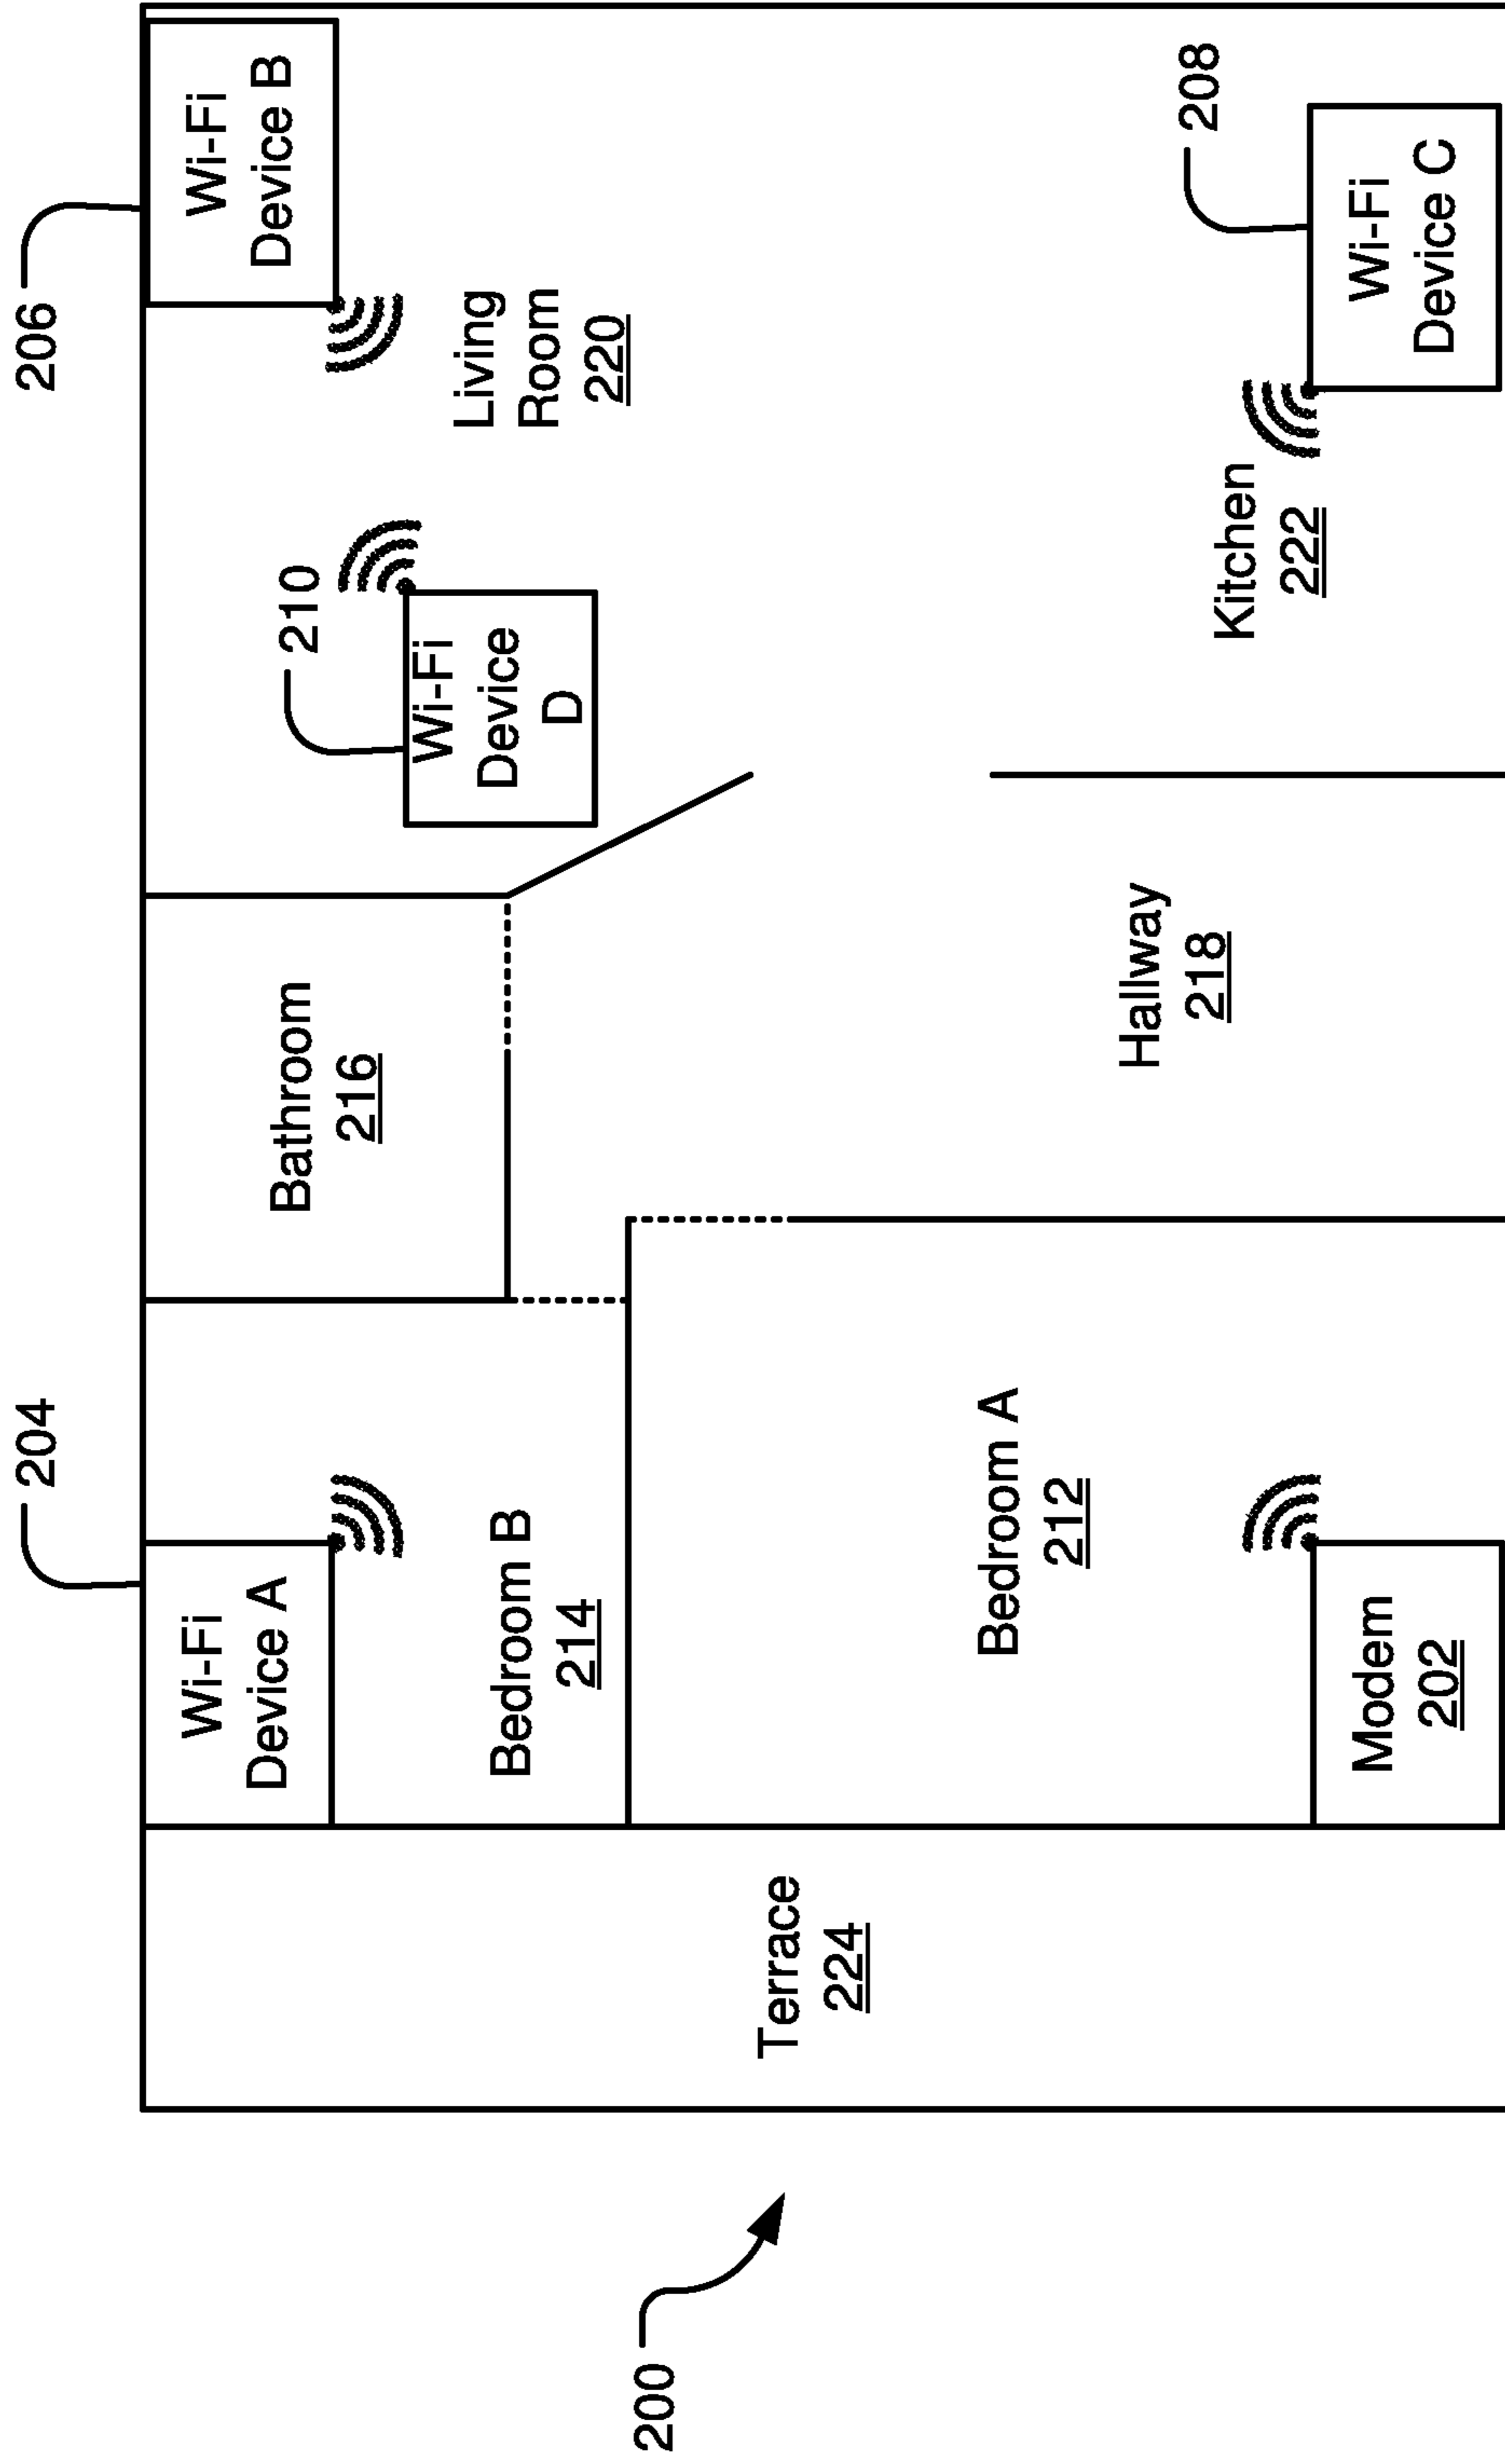 206
204
Wi-Fi
Device A
Wi-Fi
Device B
210
Bathroom
216
Wi-Fi
Device
D
Living
Room
220
Bedroom B
214
200
Terrace
224
Bedroom A
212
Hallway
218
208
Kitchen
222
Modem
202
Wi-Fi
Device C